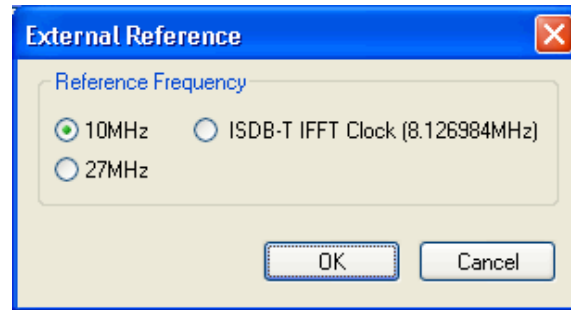 External Reference
Reference Frequency
10MHz ISDB-T IFFT Clock (8.126984MHz)
27MHz
OK Cancel